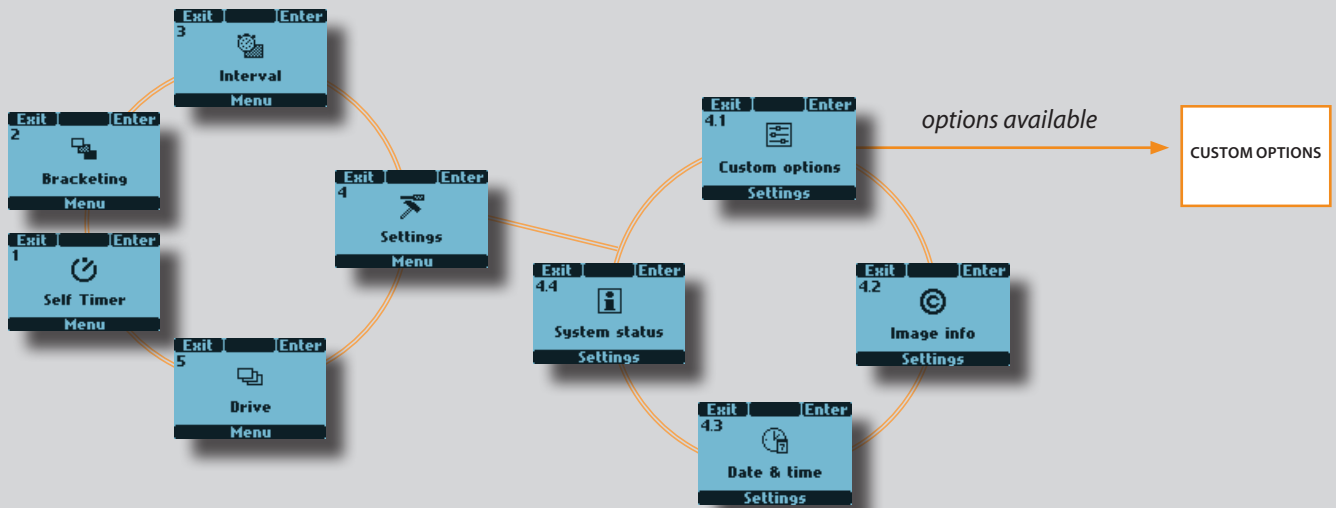 Exit Enter
3
Interval
Menu
Exit Enter
2
Bracketing
Menu
Exit Enter
1
Self Timer
Menu
Exit Enter
4
Settings
Menu
Exit Enter
5
Drive
Menu
Exit Enter
4.1
Custom options
Settings
options available
CUSTOM OPTIONS
Exit Enter
4.4
System status
Settings
Exit Enter
4.2
©
Image info
Settings
Exit Enter
4.3
Date & time
Settings